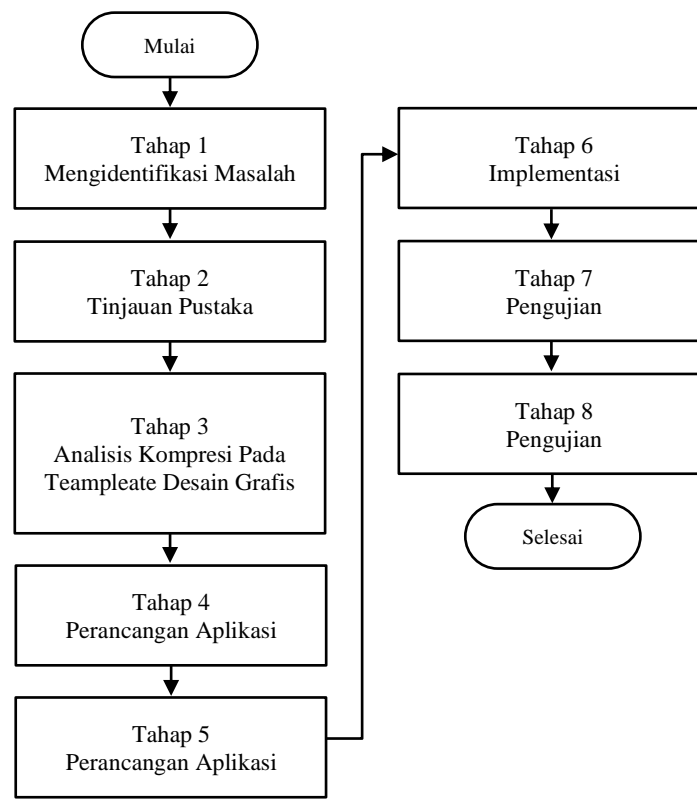 Mulai
Tahap 1
Mengidentifikasi Masalah
Tahap 2
Tinjauan Pustaka
Tahap 3
Analisis Kompresi Pada
Teampleate Desain Grafis
Tahap 4
Perancangan Aplikasi
Tahap 5
Perancangan Aplikasi
Tahap 6
Implementasi
Tahap 7
Pengujian
Tahap 8
Pengujian
Selesai